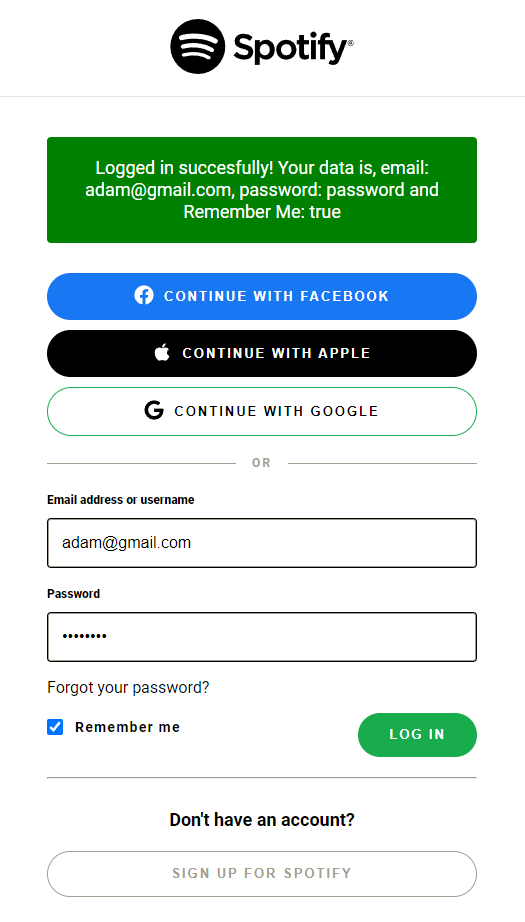 Spotify®
Logged in succesfully! Your data is, email:
adam@gmail.com, password: password and
Remember Me: true
CONTINUE WITH FACEBOOK
CONTINUE WITH APPLE
CONTINUE WITH GOOGLE
OR
Email address or username
adam@gmail.com
Password
••••••••
Forgot your password?
Remember me
LOG IN
Don't have an account?
SIGN UP FOR SPOTIFY